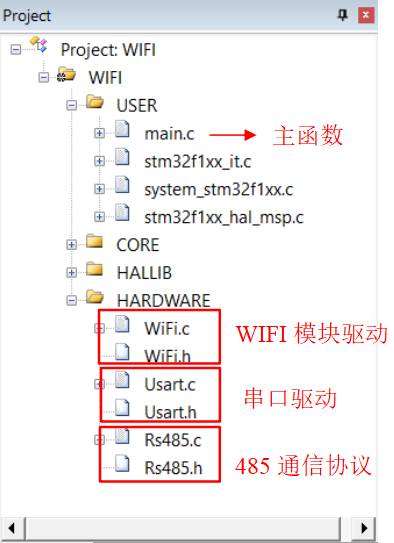 Project
Project: WIFI
WIFI
USER
main.c 主函数
stm32f1xx_it.c
system_stm32f1xx.c
stm32f1xx_hal_msp.c
CORE
HALLIB
HARDWARE
WiFi.c
WIFI 模块驱动
WiFi.h
Usart.c
串口驱动
Usart.h
Rs485.c
485 通信协议
Rs485.h